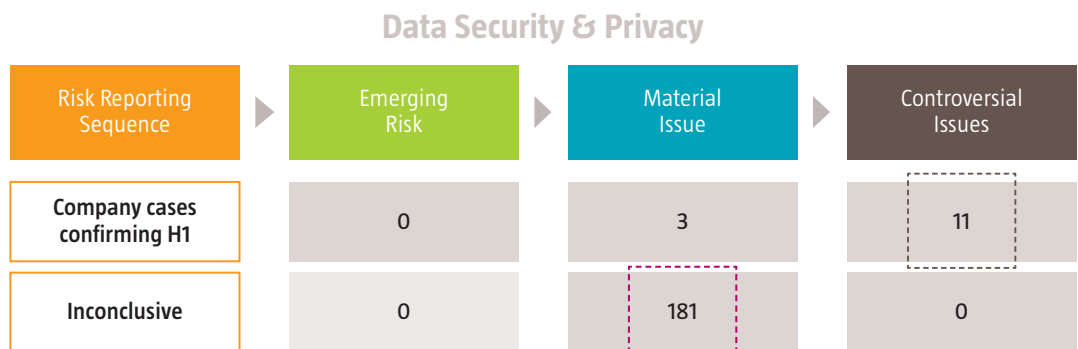 Data Security & Privacy
Risk Reporting
Sequence
Emerging
Risk
Material
Issue
Controversial
Issues
Company cases
confirming H1
0
3
11
Inconclusive
0
181
0